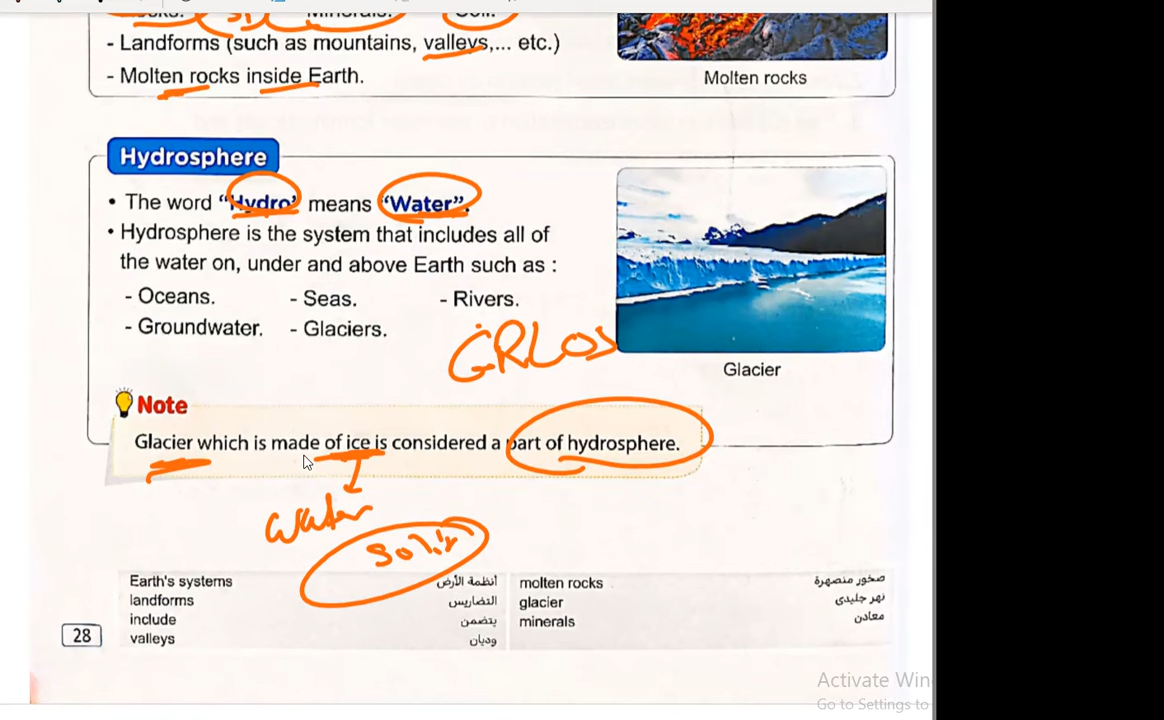 Rocks. Minerals. Soil.
- Landforms (such as mountains, valleys,... etc.)
- Molten rocks inside Earth.
Molten rocks
Hydrosphere
• The word “Hydro” means “Water”.
• Hydrosphere is the system that includes all of
the water on, under and above Earth such as :
- Oceans. - Seas. - Rivers.
- Groundwater. - Glaciers.
GRLOS
Glacier
Note
Glacier which is made of ice is considered a part of hydrosphere.
water
Solid
Earth's systems أنظمة الأرض
landforms التضاريس
include يتضمن
valleys وديان
molten rocks صخور منصهرة
glacier نهر جليدى
minerals معادن
28
Activate Win
Go to Settings to